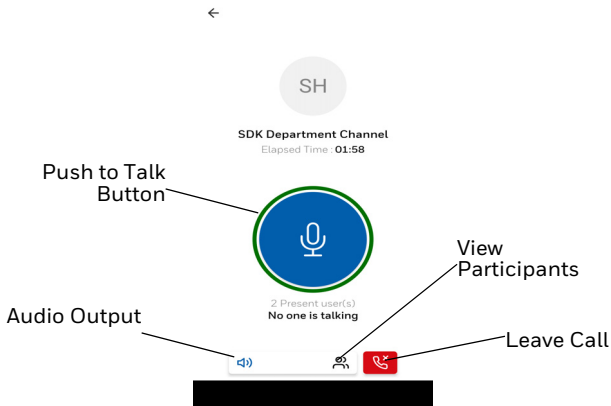 SH
SDK Department Channel
Elapsed Time : 01:58
Push to Talk
Button
View
Participants
2 Present user(s)
No one is talking
Audio Output
Leave Call